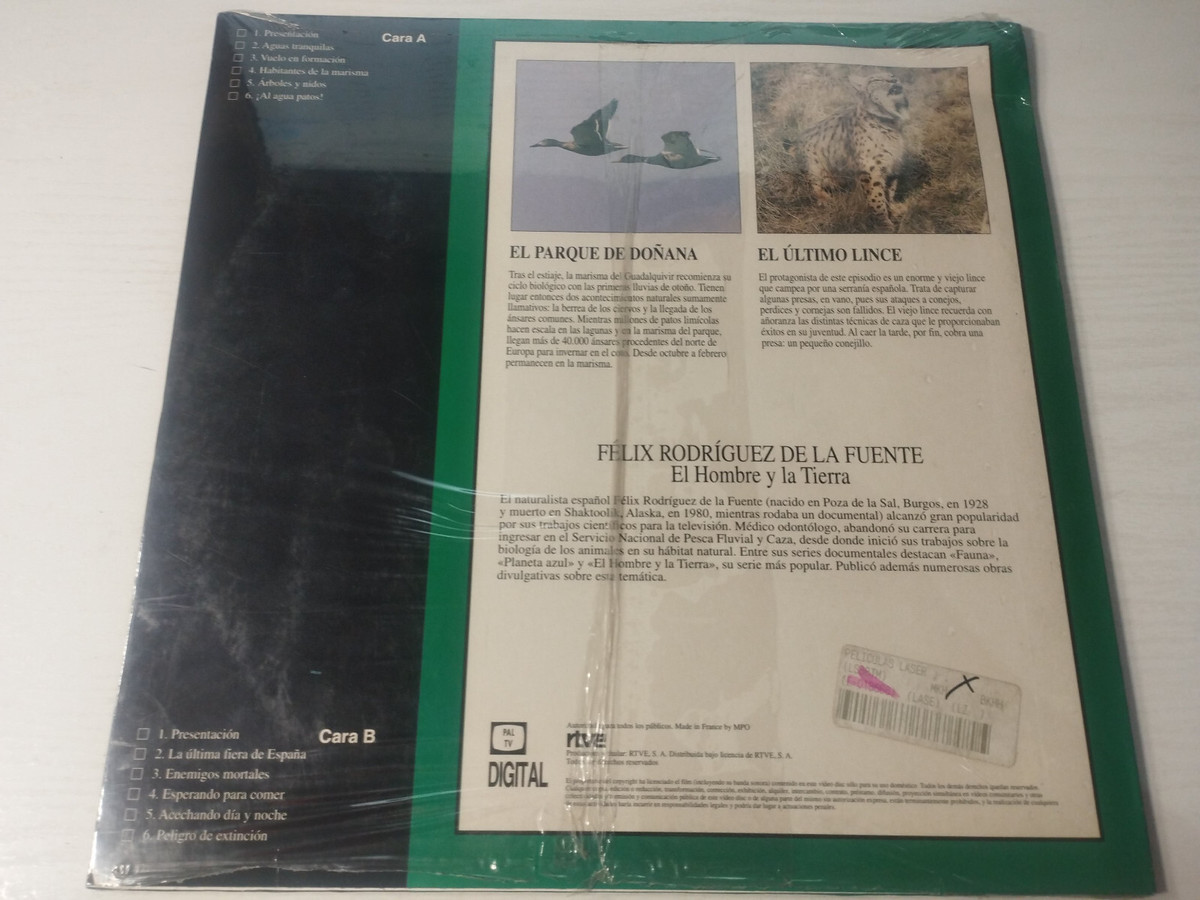 1. Presentación
2. Aguas tranquilas
3. Vuelo en formación
4. Habitantes de la marisma
5. Árboles y nidos
6. ¡Al agua patos!
Cara A
EL PARQUE DE DOÑANA
Tras el estiaje, la marisma del Guadalquivir recomienza su
ciclo biológico con las primeras lluvias de otoño. Tienen
lugar entonces dos acontecimientos naturales sumamente
llamativos: la berrea de los ciervos y la llegada de los
ánsares comunes. Mientras millones de patos limícolas
hacen escala en las lagunas y en la marisma del parque,
llegan más de 40.000 ánsares procedentes del norte de
Europa para invernar en el coto. Desde octubre a febrero
permanecen en la marisma.
EL ÚLTIMO LINCE
El protagonista de este episodio es un enorme y viejo lince
que campea por una serranía española. Trata de capturar
algunas presas, en vano, pues sus ataques a conejos,
perdices y cornejas son fallidos. El viejo lince recuerda con
añoranza las distintas técnicas de caza que le proporcionaban
éxitos en su juventud. Al caer la tarde, por fin, cobra una
presa: un pequeño conejillo.
FÉLIX RODRÍGUEZ DE LA FUENTE
El Hombre y la Tierra
El naturalista español Félix Rodríguez de la Fuente (nacido en Poza de la Sal, Burgos, en 1928
y muerto en Shaktoolik, Alaska, en 1980, mientras rodaba un documental) alcanzó gran popularidad
por sus trabajos científicos para la televisión. Médico odontólogo, abandonó su carrera para
ingresar en el Servicio Nacional de Pesca Fluvial y Caza, desde donde inició sus trabajos sobre la
biología de los animales en su hábitat natural. Entre sus series documentales destacan «Fauna»,
«Planeta azul» y «El Hombre y la Tierra», su serie más popular. Publicó además numerosas obras
divulgativas sobre esta temática.
PELICULAS LASER
(LASER)
1. Presentación
2. La última fiera de España
3. Enemigos mortales
4. Esperando para comer
5. Acechando día y noche
6. Peligro de extinción
Cara B
PAL
TV
DIGITAL
para todos los públicos. Made in France by MPO
rtve
RTVE, S. A. Distribuida bajo licencia de RTVE, S. A.
Todos los derechos reservados.